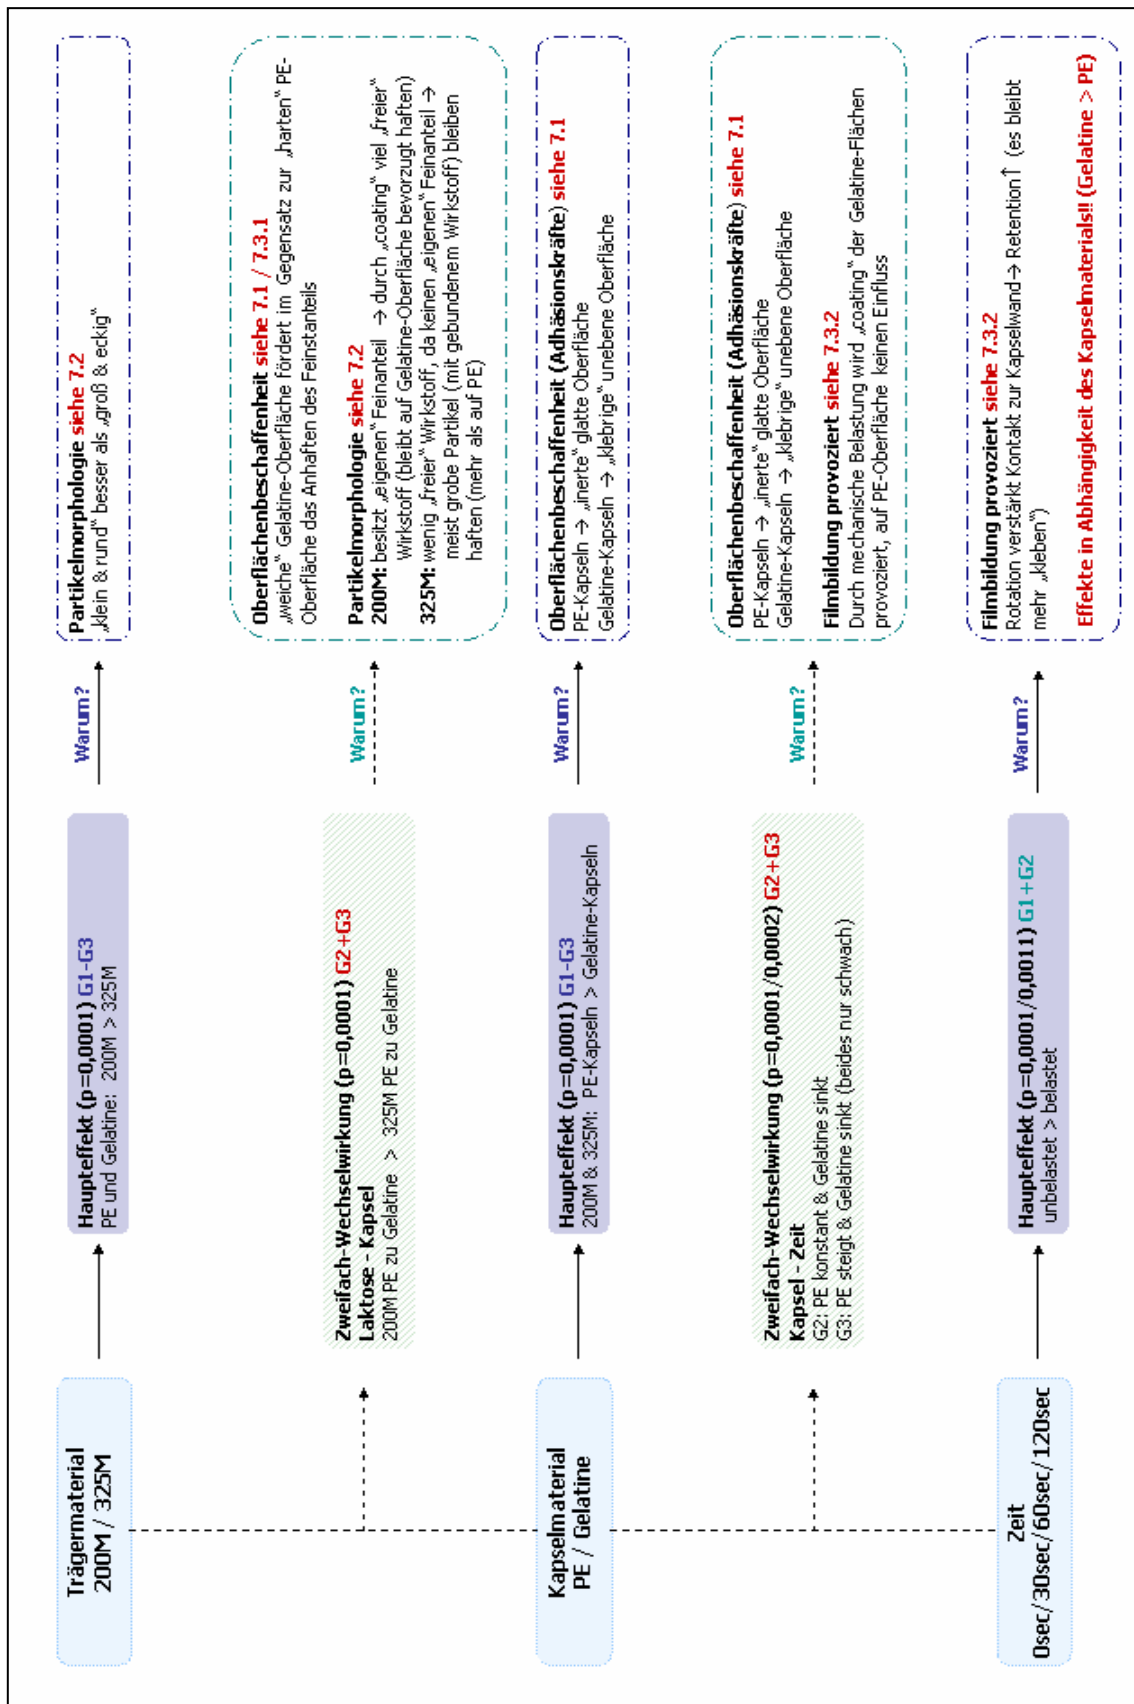 Trägermaterial
200M / 325M
Haupteffekt (p=0,0001) G1-G3
PE und Gelatine: 200M > 325M
Warum?
Partikelmorphologie siehe 7.2
„klein & rund“ besser als „groß & eckig“
Zweifach-Wechselwirkung (p=0,0001) G2+G3
Laktose - Kapsel
200M PE zu Gelatine > 325M PE zu Gelatine
Warum?
Oberflächenbeschaffenheit siehe 7.1 / 7.3.1
„weiche“ Gelatine-Oberfläche fördert im Gegensatz zur „harten“ PE-
Oberfläche das Anhaften des Feinstanteils
Partikelmorphologie siehe 7.2
200M: besitzt „eigenen“ Feinanteil → durch „coating“ viel „freier“
Wirkstoff (bleibt auf Gelatine-Oberfläche bevorzugt haften)
325M: wenig „freier“ Wirkstoff, da keinen „eigenen“ Feinanteil →
meist grobe Partikel (mit gebundenem Wirkstoff) bleiben
haften (mehr als auf PE)
Kapselmaterial
PE / Gelatine
Haupteffekt (p=0,0001) G1-G3
200M & 325M: PE-Kapseln > Gelatine-Kapseln
Warum?
Oberflächenbeschaffenheit (Adhäsionskräfte) siehe 7.1
PE-Kapseln → „inerte“ glatte Oberfläche
Gelatine-Kapseln → „klebrige“ unebene Oberfläche
Zweifach-Wechselwirkung (p=0,0001/0,0002) G2+G3
Kapsel - Zeit
G2: PE konstant & Gelatine sinkt
G3: PE steigt & Gelatine sinkt (beides nur schwach)
Warum?
Oberflächenbeschaffenheit (Adhäsionskräfte) siehe 7.1
PE-Kapseln → „inerte“ glatte Oberfläche
Gelatine-Kapseln → „klebrige“ unebene Oberfläche
Filmbildung provoziert siehe 7.3.2
Durch mechanische Belastung wird „coating“ der Gelatine-Flächen
provoziert, auf PE-Oberfläche keinen Einfluss
Zeit
0sec/30sec/60sec/120sec
Haupteffekt (p=0,0001/0,0011) G1+G2
unbelastet > belastet
Warum?
Filmbildung provoziert siehe 7.3.2
Rotation verstärkt Kontakt zur Kapselwand→ Retention↑ (es bleibt
mehr „kleben“)
Effekte in Abhängigkeit des Kapselmaterials!! (Gelatine > PE)